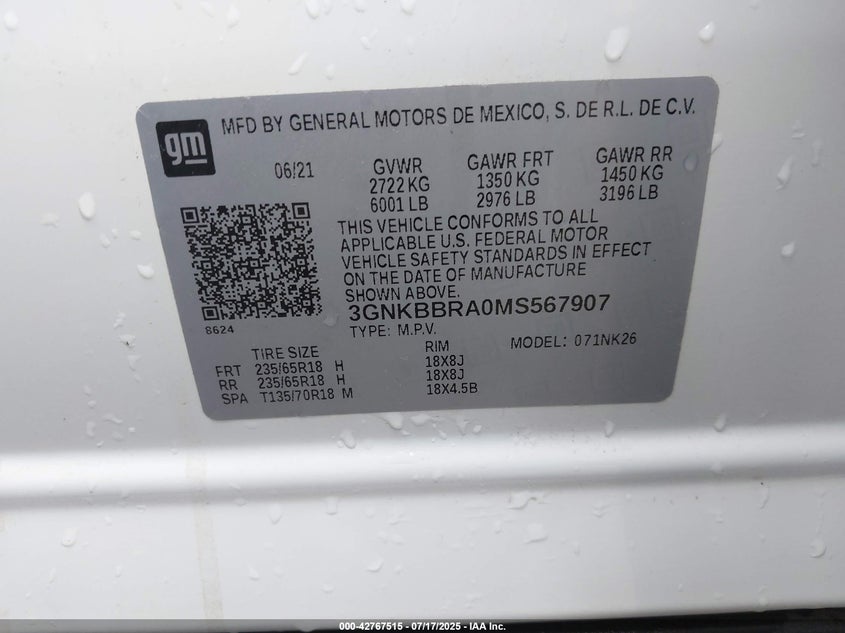 gm
MFD BY GENERAL MOTORS DE MEXICO, S. DE R.L. DE C.V.
06/21 GVWR GAWR FRT GAWR RR
2722 KG 1350 KG 1450 KG
6001 LB 2976 LB 3196 LB
THIS VEHICLE CONFORMS TO ALL
APPLICABLE U.S. FEDERAL MOTOR
VEHICLE SAFETY STANDARDS IN EFFECT
ON THE DATE OF MANUFACTURE
SHOWN ABOVE.
3GNKBBRA0MS567907
8624
TYPE: M.P.V. MODEL: 071NK26
TIRE SIZE RIM
FRT 235/65R18 H 18X8J
RR 235/65R18 H 18X8J
SPA T135/70R18 M 18X4.5B
000-42767515 - 07/17/2025 - IAA Inc.